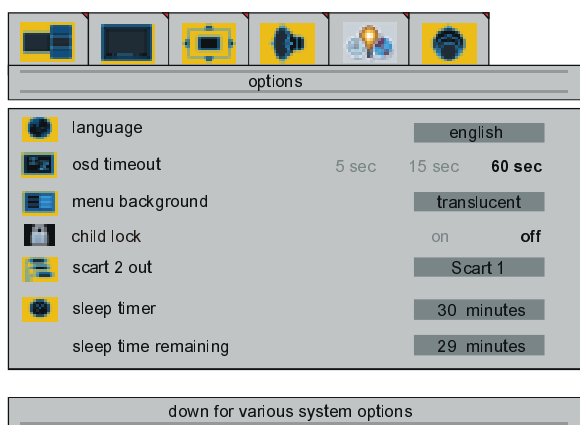 options
language english
osd timeout 5 sec 15 sec 60 sec
menu background translucent
child lock on off
scart 2 out Scart 1
sleep timer 30 minutes
sleep time remaining 29 minutes
down for various system options